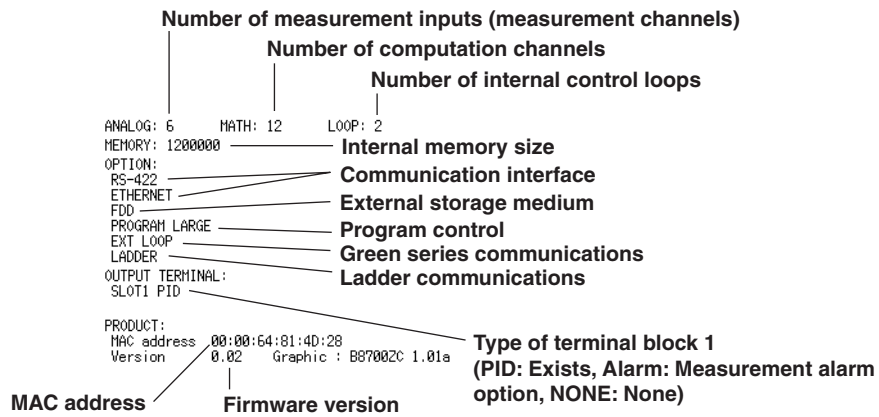 Number of measurement inputs (measurement channels)
Number of computation channels
Number of internal control loops
ANALOG: 6 MATH: 12 LOOP: 2
MEMORY: 1200000
Internal memory size
OPTION:
RS-422
Communication interface
ETHERNET
FDD
External storage medium
PROGRAM LARGE
Program control
EXT LOOP
Green series communications
LADDER
Ladder communications
OUTPUT TERMINAL:
SLOT1 PID
PRODUCT:
MAC address 00:00:64:81:4D:28
Version 0.02 Graphic : B8700ZC 1.01a
Type of terminal block 1
(PID: Exists, Alarm: Measurement alarm
option, NONE: None)
MAC address
Firmware version